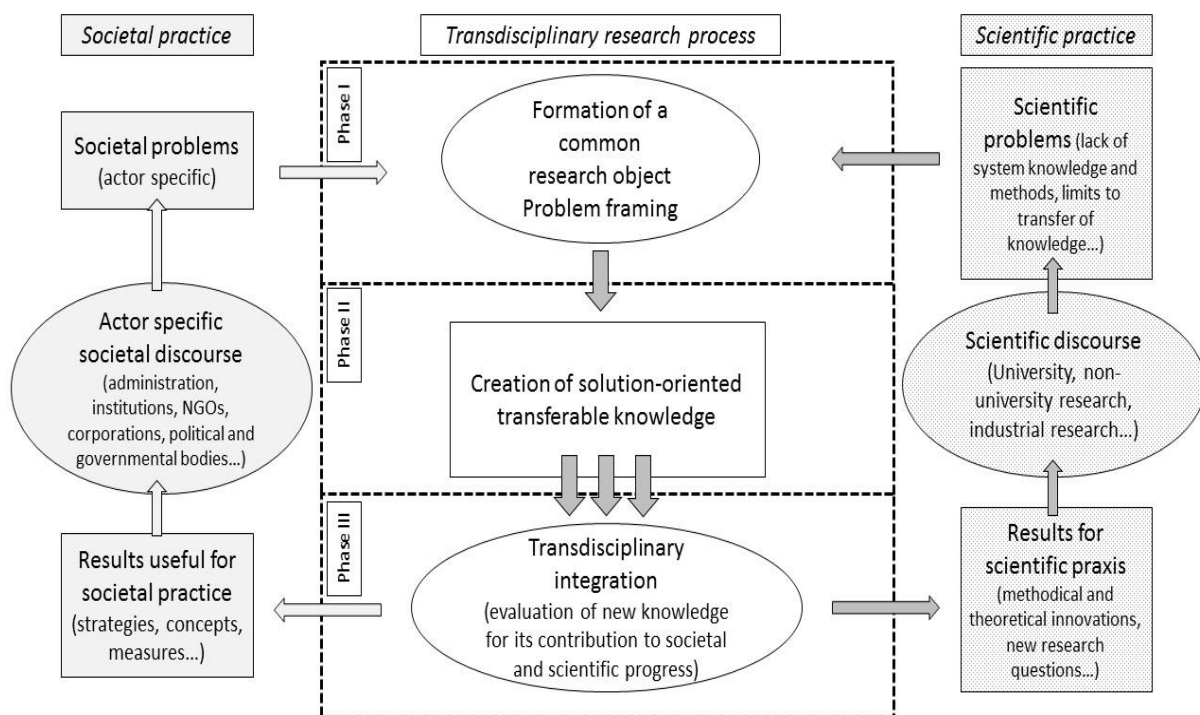 Societal practice
Transdisciplinary research process
Scientific practice
Phase I
Formation of a
common
research object
Problem framing
Societal problems
(actor specific)
Scientific
problems (lack of
system knowledge and
methods, limits to
transfer of
knowledge...)
Phase II
Creation of solution-oriented
transferable knowledge
Actor specific
societal discourse
(administration,
institutions, NGOs,
corporations, political and
governmental bodies...)
Scientific discourse
(University, non-
university research,
industrial research...)
Phase III
Transdisciplinary
integration
(evaluation of new knowledge
for its contribution to societal
and scientific progress)
Results useful for
societal practice
(strategies, concepts,
measures...)
Results for
scientific praxis
(methodical and
theoretical innovations,
new research
questions...)